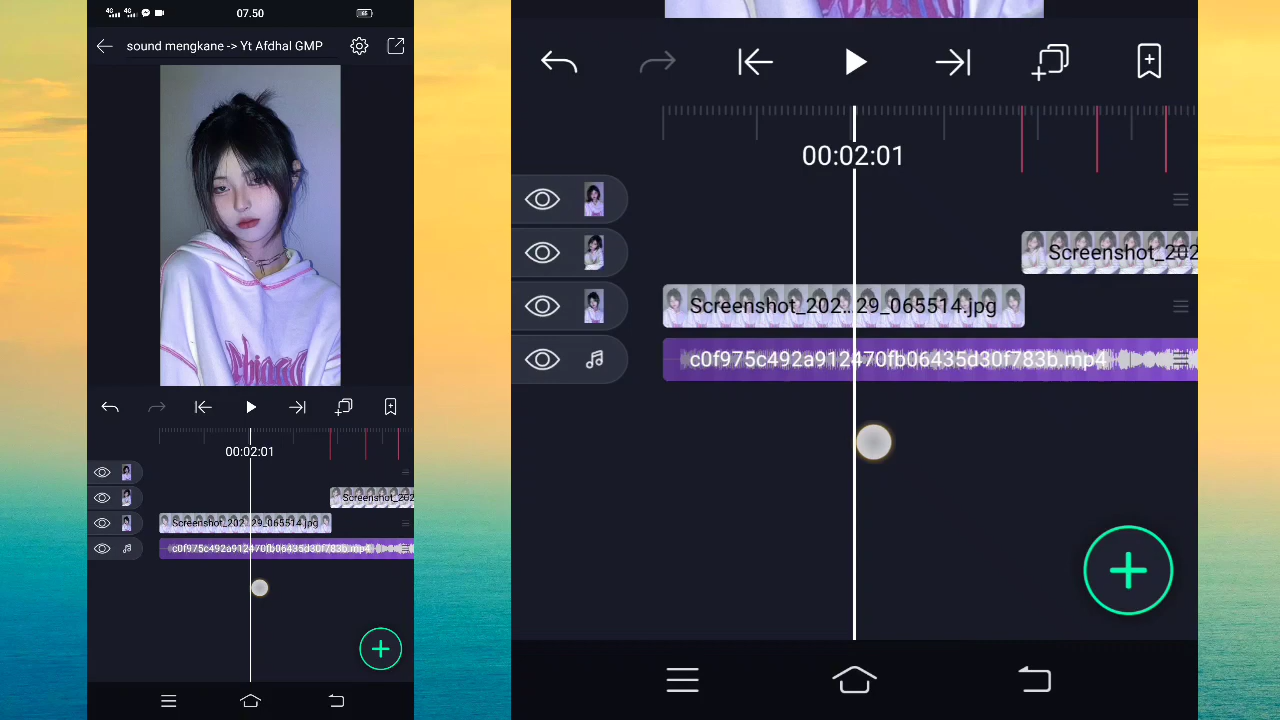 07.50
sound mengkane -> Yt Afdhal GMP
00:02:01
Screenshot_202
Screenshot_202...29_065514.jpg
c0f975c492a912470fb06435d30f783b.mp4
00:02:01
Screenshot_202
Screenshot_202...29_065514.jpg
c0f975c492a912470fb06435d30f783b.mp4